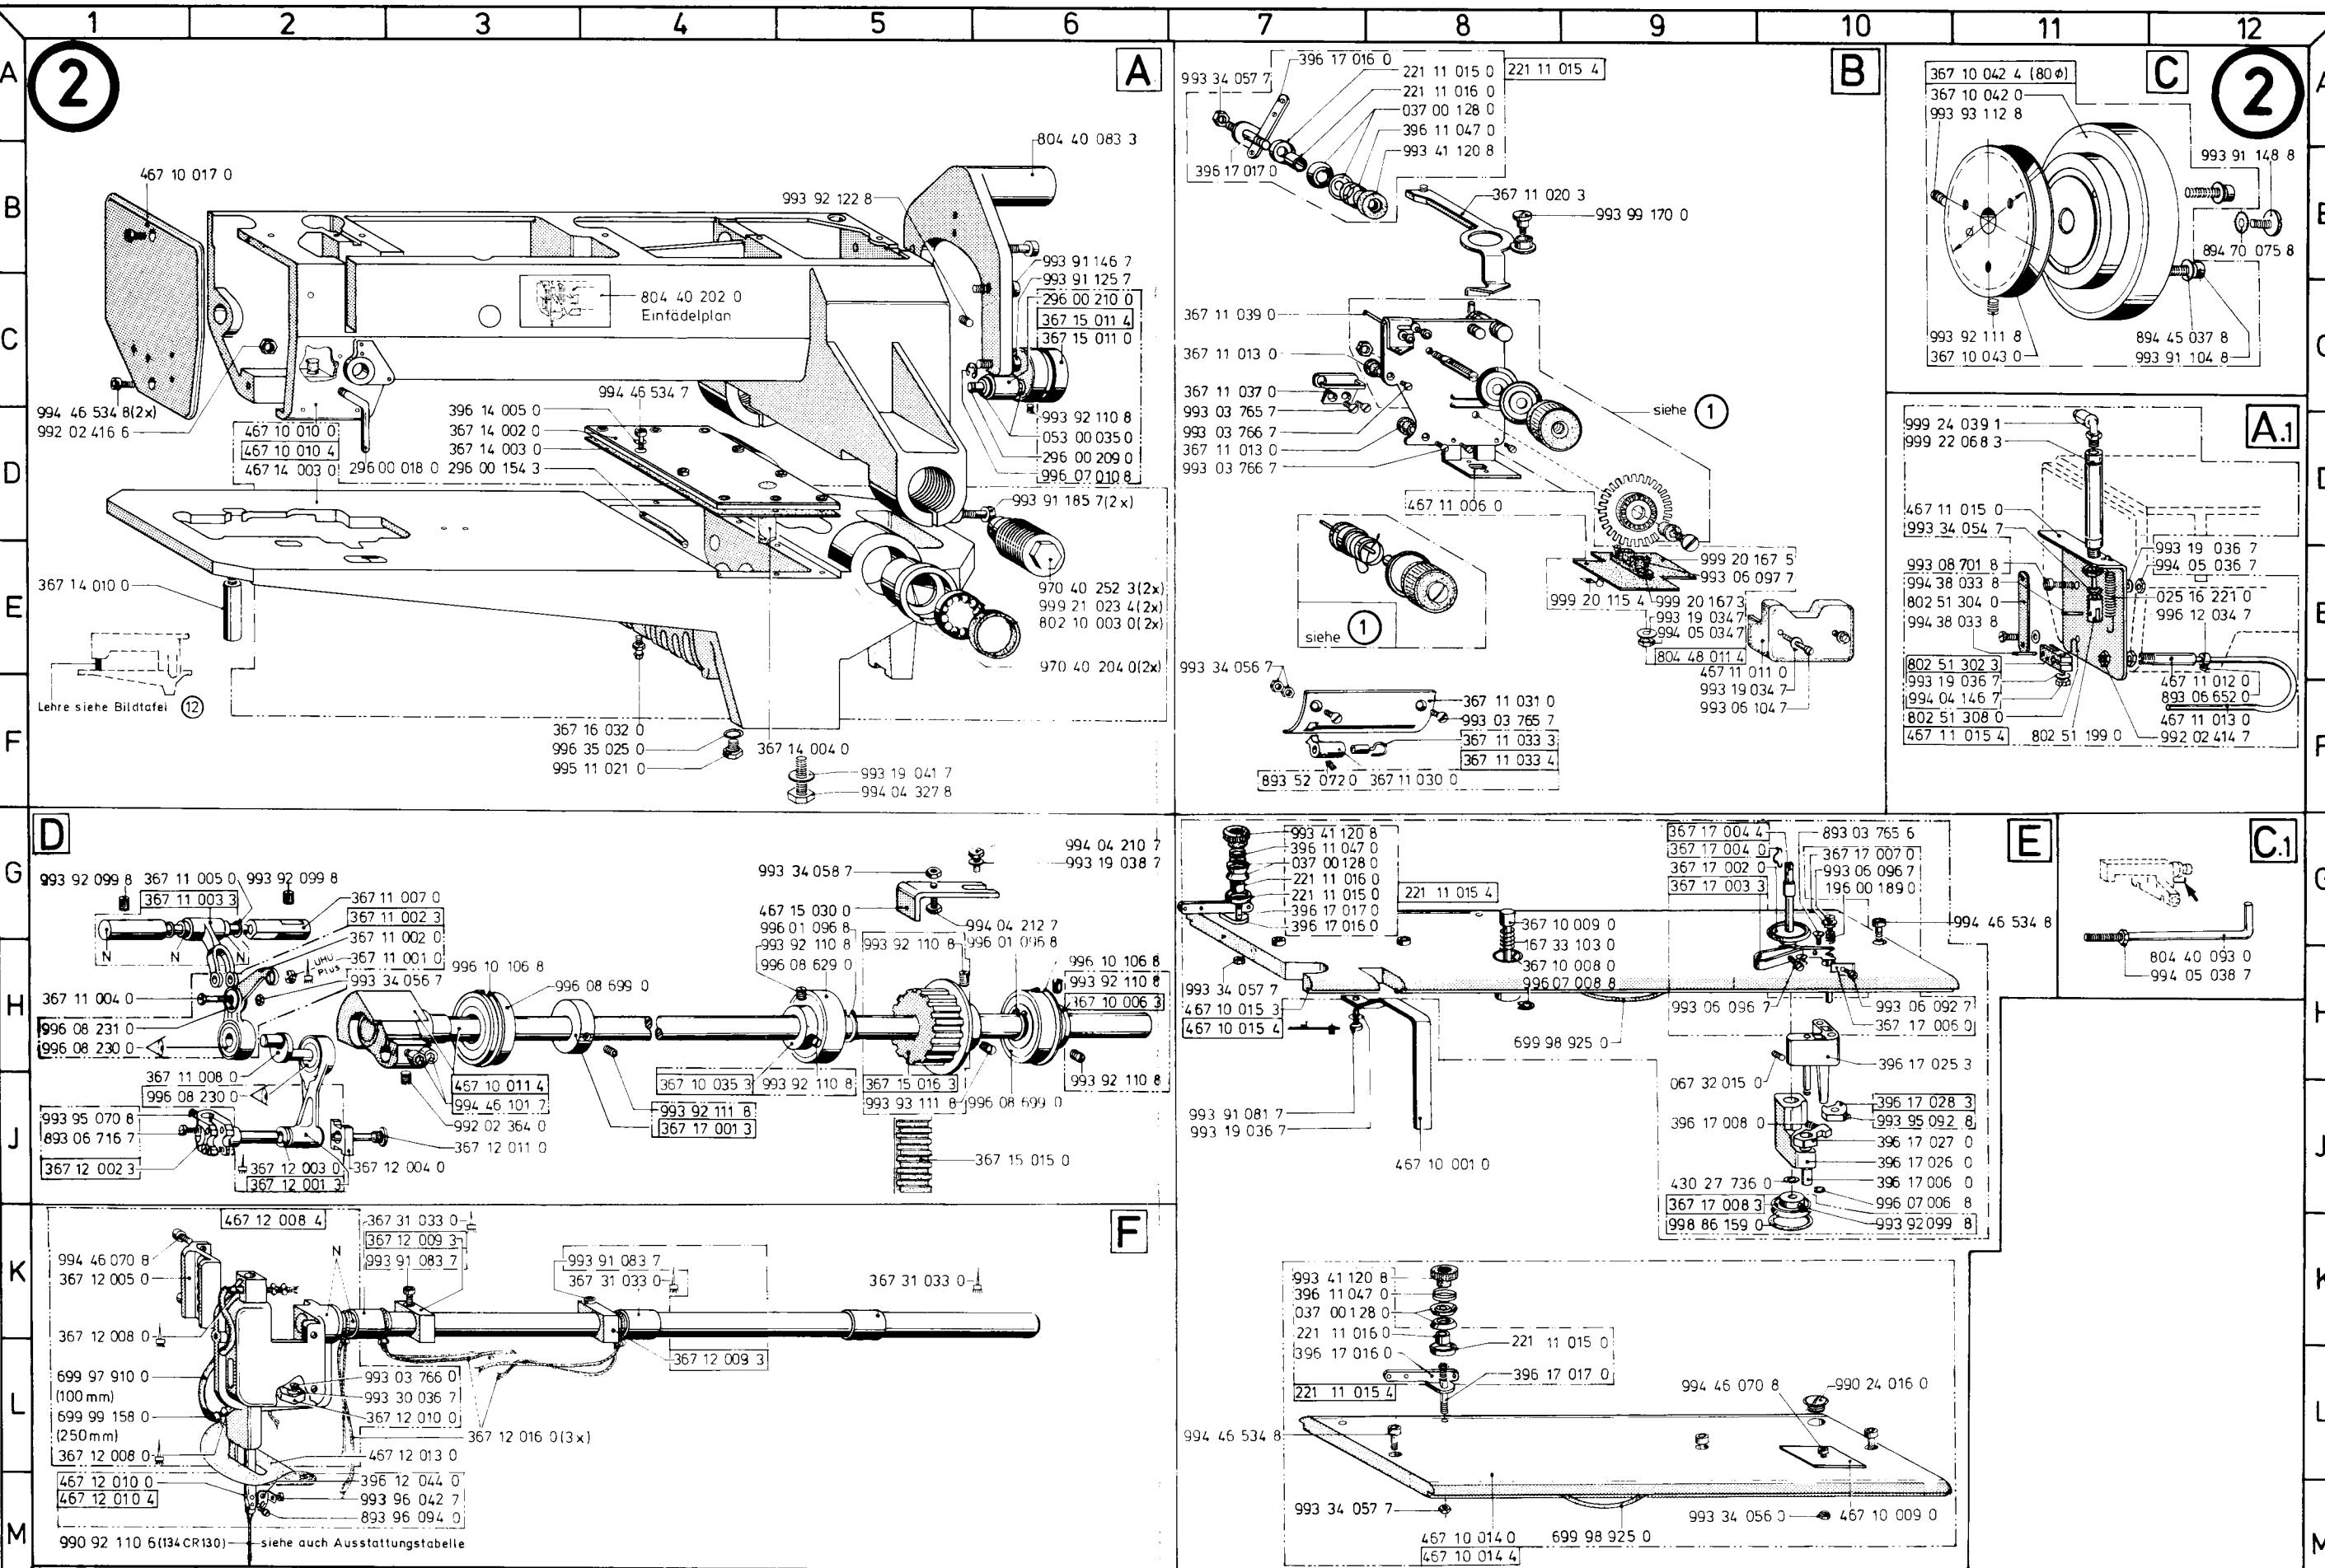 1 2 3 4 5 6 7 8 9 10 11 12
A
B
C
D
E
F
G
H
J
K
L
M
2
A
467 10 017 0
804 40 083 3
993 92 122 8
993 91 146 7
993 91 125 7
296 00 210 0
367 15 011 4
367 15 011 0
804 40 202 0
Einfädelplan
994 46 534 8(2x)
992 02 416 6
994 46 534 7
396 14 005 0
367 14 002 0
367 14 003 0
296 00 154 3
467 10 010 0
467 10 010 4
467 14 003 0
296 00 018 0
993 92 110 8
053 00 035 0
296 00 209 0
996 07 010 8
993 91 185 7(2x)
367 14 010 0
970 40 252 3(2x)
999 21 023 4(2x)
802 10 003 0(2x)
970 40 204 0(2x)
Lehre siehe Bildtafel 12
367 16 032 0
996 35 025 0
995 11 021 0
367 14 004 0
993 19 041 7
994 04 327 8
B
993 34 057 7
396 17 016 0
221 11 015 0
221 11 015 4
221 11 016 0
037 00 128 0
396 11 047 0
993 41 120 8
396 17 017 0
367 11 020 3
993 99 170 0
367 11 039 0
367 11 013 0
367 11 037 0
993 03 765 7
993 03 766 7
367 11 013 0
993 03 766 7
siehe 1
467 11 006 0
siehe 1
999 20 167 5
993 06 097 7
999 20 115 4
999 20 167 3
993 19 034 7
994 05 034 7
804 48 011 4
467 11 011 0
993 19 034 7
993 06 104 7
993 34 056 7
367 11 031 0
993 03 765 7
367 11 033 3
367 11 033 4
893 52 072 0
367 11 030 0
C
2
367 10 042 4 (80 ø)
367 10 042 0
993 93 112 8
993 91 148 8
894 70 075 8
993 92 111 8
367 10 043 0
894 45 037 8
993 91 104 8
A.1
999 24 039 1
999 22 068 3
467 11 015 0
993 34 054 7
993 08 701 8
994 38 033 8
802 51 304 0
994 38 033 8
993 19 036 7
994 05 036 7
025 16 221 0
996 12 034 7
802 51 302 3
993 19 036 7
994 04 146 7
802 51 308 0
467 11 015 4
802 51 199 0
467 11 012 0
893 06 652 0
467 11 013 0
992 02 414 7
D
993 92 099 8
367 11 005 0
993 92 099 8
367 11 003 3
367 11 007 0
367 11 002 3
367 11 002 0
UHU
plus
367 11 001 0
993 34 056 7
N N N
367 11 004 0
996 08 231 0
996 08 230 0
367 11 008 0
996 08 230 0
993 95 070 8
893 06 716 7
367 12 002 3
367 12 003 0
367 12 001 3
367 12 004 0
367 12 011 0
996 10 106 8
996 08 699 0
467 10 011 4
994 46 101 7
992 02 364 0
993 92 111 8
367 17 001 3
993 34 058 7
994 04 210 7
993 19 038 7
467 15 030 0
994 04 212 7
996 01 096 8
993 92 110 8
996 08 629 0
993 92 110 8
996 01 096 8
996 10 106 8
993 92 110 8
367 10 006 3
367 10 035 3
993 92 110 8
367 15 016 3
993 93 111 8
996 08 699 0
993 92 110 8
367 15 015 0
E
993 41 120 8
396 11 047 0
037 00 128 0
221 11 016 0
221 11 015 0
396 17 017 0
396 17 016 0
221 11 015 4
367 10 009 0
467 33 103 0
367 10 008 0
996 07 008 8
367 17 004 4
367 17 004 0
367 17 002 0
367 17 003 3
893 03 765 6
367 17 007 0
993 06 096 7
196 00 189 0
994 46 534 8
993 34 057 7
467 10 015 3
467 10 015 4
993 06 096 7
993 06 092 7
367 17 006 0
699 98 925 0
396 17 025 3
067 32 015 0
993 91 081 7
993 19 036 7
467 10 001 0
396 17 008 0
396 17 028 3
993 95 092 8
396 17 027 0
396 17 026 0
396 17 006 0
996 07 006 8
993 92 099 8
430 27 736 0
367 17 008 3
998 86 159 0
C.1
804 40 093 0
994 05 038 7
F
467 12 008 4
367 31 033 0
367 12 009 3
993 91 083 7
N
994 46 070 8
367 12 005 0
993 91 083 7
367 31 033 0
367 31 033 0
367 12 008 0
367 12 009 3
699 97 910 0
(100 mm)
699 99 158 0
(250 mm)
367 12 008 0
993 03 766 0
993 30 036 7
367 12 010 0
367 12 016 0(3x)
467 12 013 0
467 12 010 0
467 12 010 4
396 12 044 0
993 96 042 7
893 96 094 0
990 92 110 6(134 CR130)
siehe auch Ausstattungstabelle
993 41 120 8
396 11 047 0
037 00 128 0
221 11 016 0
396 17 016 0
221 11 015 0
396 17 017 0
221 11 015 4
994 46 534 8
994 46 070 8
990 24 016 0
993 34 057 7
467 10 014 0
467 10 014 4
699 98 925 0
993 34 056 0
467 10 009 0